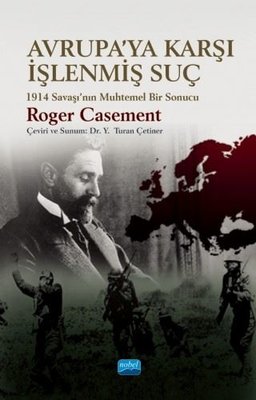 AVRUPA'YA KARŞI
İŞLENMİŞ SUÇ
1914 Savaşı'nın Muhtemel Bir Sonucu
Roger Casement
Çeviri ve Sunum: Dr. Y. Turan Çetiner
nobel